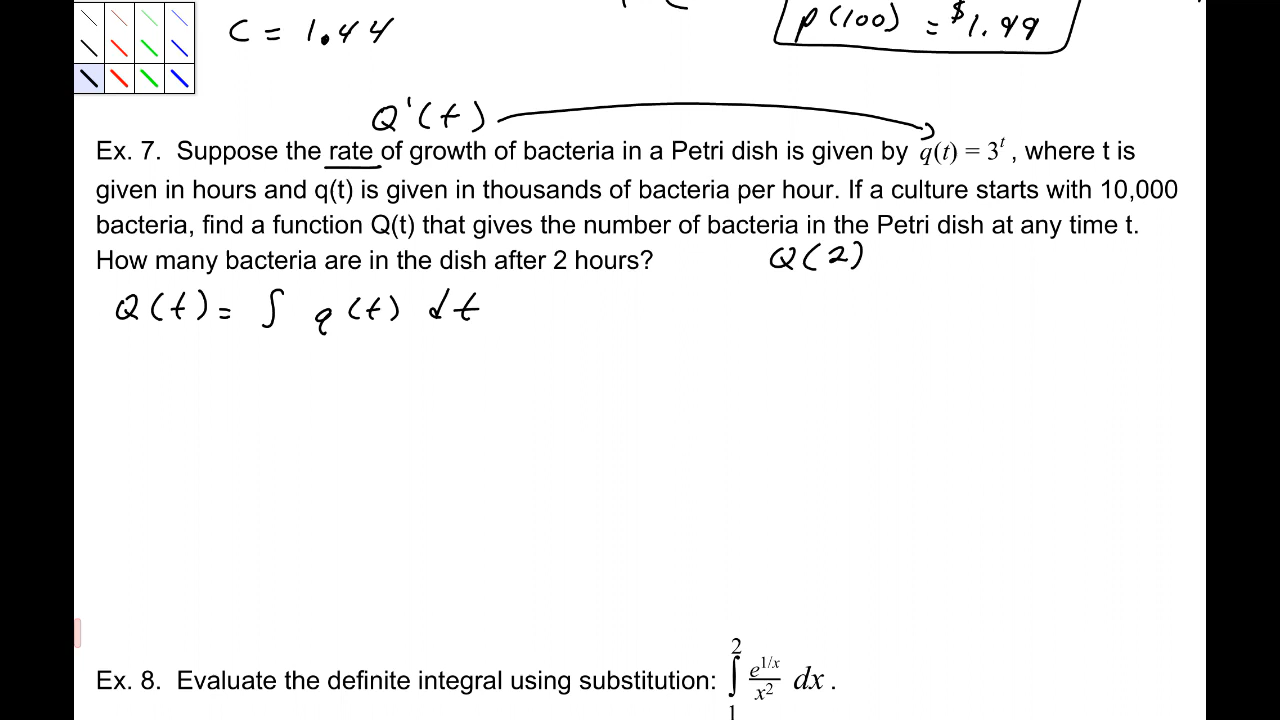 C = 1.44
p(100) = $1.99
Q'(t)
Ex. 7. Suppose the rate of growth of bacteria in a Petri dish is given by q(t) = 3^t, where t is
given in hours and q(t) is given in thousands of bacteria per hour. If a culture starts with 10,000
bacteria, find a function Q(t) that gives the number of bacteria in the Petri dish at any time t.
How many bacteria are in the dish after 2 hours? Q(2)
Q(t) = ∫ q(t) dt
Ex. 8. Evaluate the definite integral using substitution: ∫_1^2 e^{1/x}/x^2 dx.